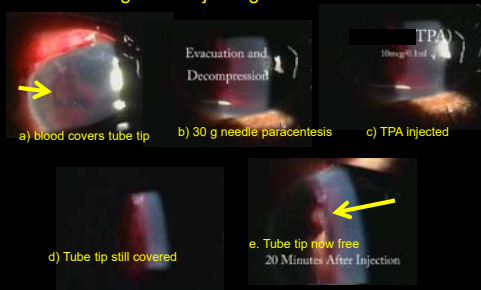 a) blood covers tube tip
Evacuation and
Decompression
b) 30 g needle paracentesis
TPA)
10mcg/0.1ml
c) TPA injected
d) Tube tip still covered
e. Tube tip now free
20 Minutes After Injection